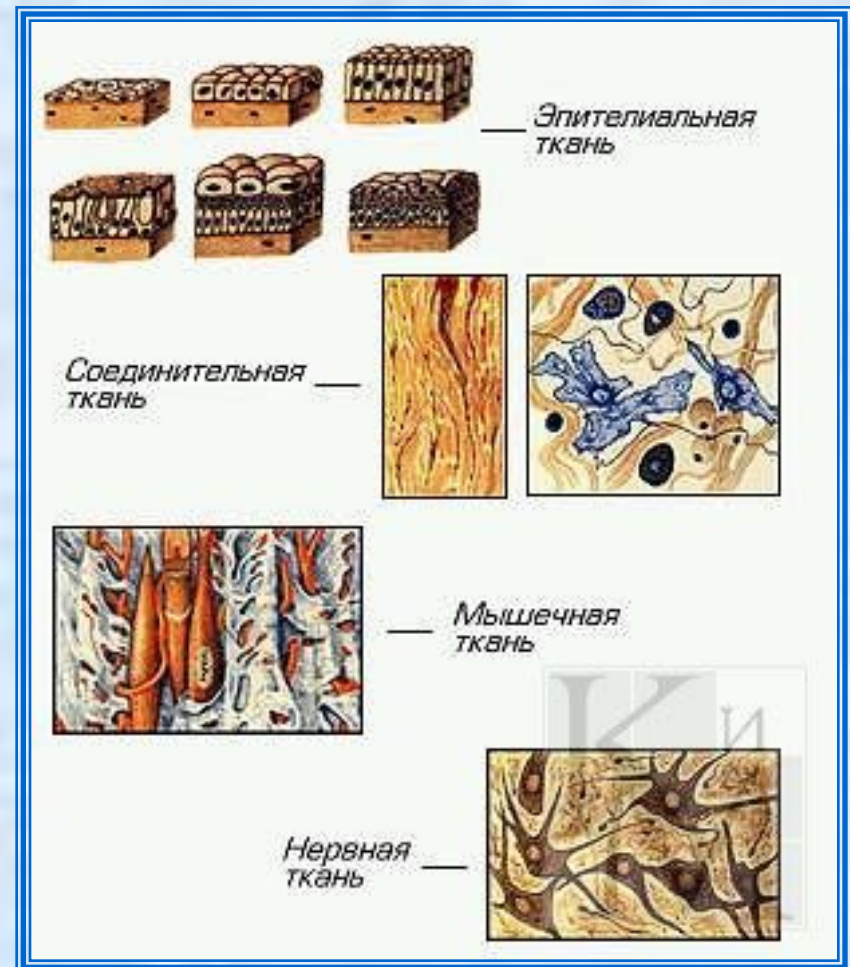 Эпителиальная
ткань
Соединительная
ткань
Мышечная
ткань
Нервная
ткань
К и